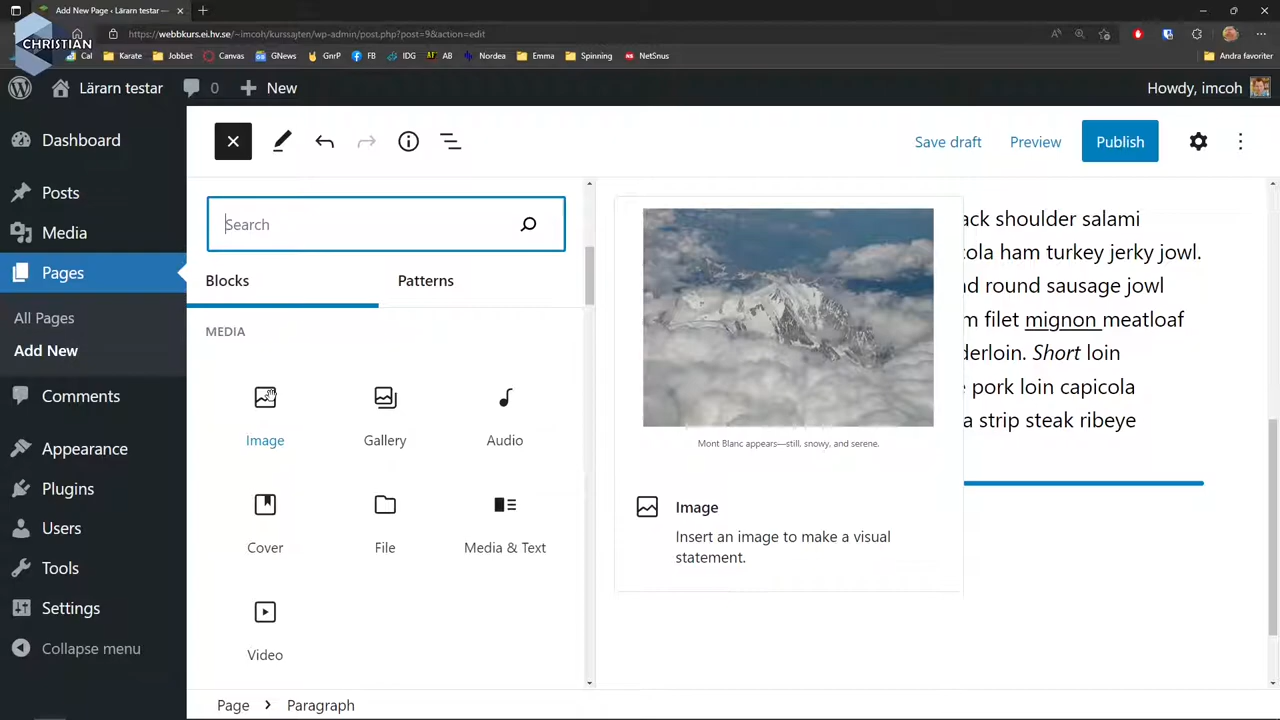 Add New Page ‹ Lärarn testar —
CHRISTIAN
https://webbkurs.ei.hv.se/~imcoh/kurssajten/wp-admin/post.php?post=9&action=edit
Cal
Karate
Jobbet
Canvas
GNews
GnrP
FB
IDG
AB
Nordea
Emma
Spinning
NetSnus
Andra favoriter
Lärarn testar
0
New
Howdy, imcoh
Dashboard
Posts
Media
Pages
All Pages
Add New
Comments
Appearance
Plugins
Users
Tools
Settings
Collapse menu
Save draft
Preview
Publish
Search
Blocks
Patterns
MEDIA
Image
Gallery
Audio
Cover
File
Media & Text
Video
Mont Blanc appears—still, snowy, and serene.
Image
Insert an image to make a visual
statement.
ack shoulder salami
cola ham turkey jerky jowl.
nd round sausage jowl
m filet mignon meatloaf
derloin. Short loin
e pork loin capicola
a strip steak ribeye
Page
Paragraph